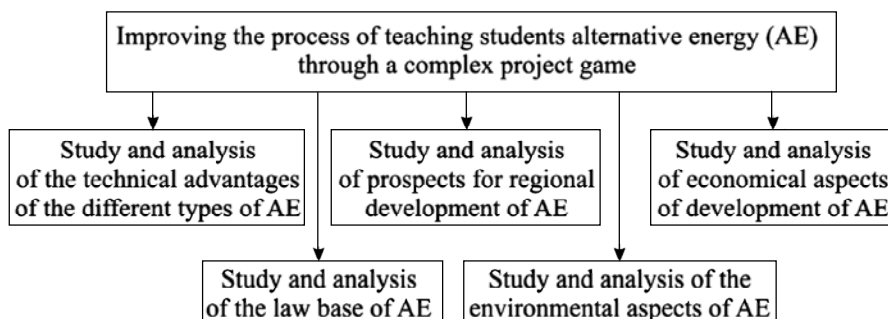 Improving the process of teaching students alternative energy (AE)
through a complex project game
Study and analysis
of the technical advantages
of the different types of AE
Study and analysis
of prospects for regional
development of AE
Study and analysis
of economical aspects
of development of AE
Study and analysis
of the law base of AE
Study and analysis of the
environmental aspects of AE